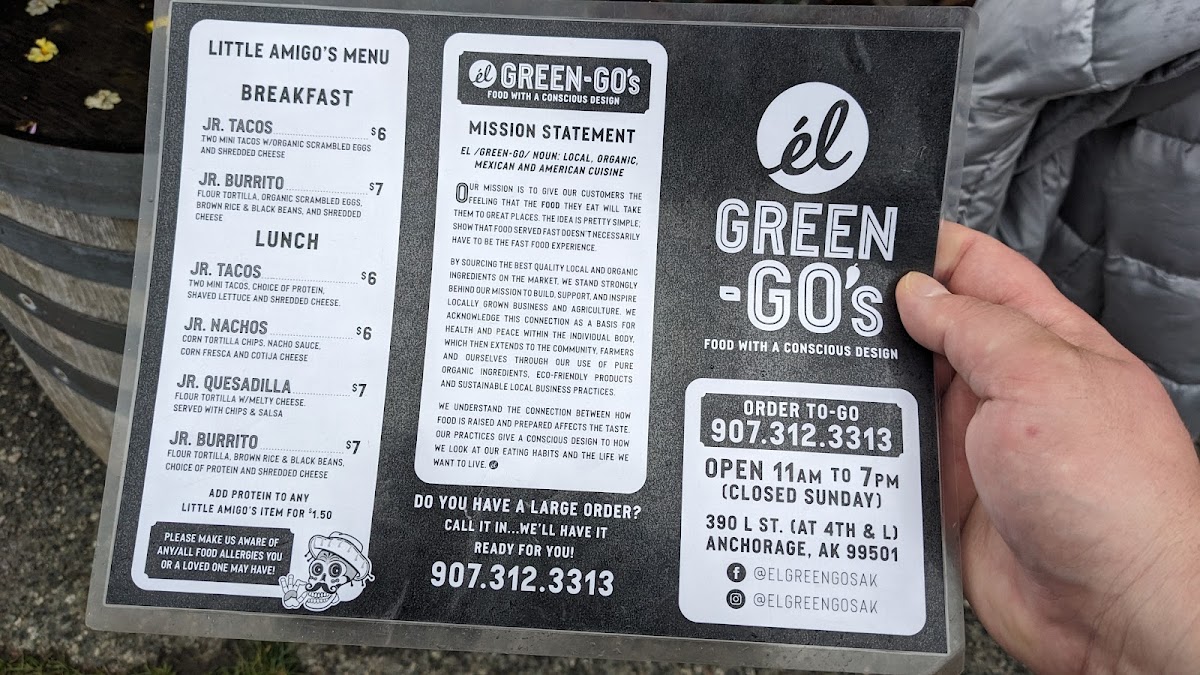 LITTLE AMIGO'S MENU
BREAKFAST
JR. TACOS $6
TWO MINI TACOS W/ORGANIC SCRAMBLED EGGS
AND SHREDDED CHEESE
JR. BURRITO $7
FLOUR TORTILLA, ORGANIC SCRAMBLED EGGS,
BROWN RICE & BLACK BEANS, AND SHREDDED
CHEESE
LUNCH
JR. TACOS $6
TWO MINI TACOS, CHOICE OF PROTEIN,
SHAVED LETTUCE AND SHREDDED CHEESE.
JR. NACHOS $6
CORN TORTILLA CHIPS, NACHO SAUCE,
CORN FRESCA AND COTIJA CHEESE
JR. QUESADILLA $7
FLOUR TORTILLA W/MELTY CHEESE.
SERVED WITH CHIPS & SALSA
JR. BURRITO $7
FLOUR TORTILLA, BROWN RICE & BLACK BEANS,
CHOICE OF PROTEIN AND SHREDDED CHEESE
ADD PROTEIN TO ANY
LITTLE AMIGO'S ITEM FOR $1.50
PLEASE MAKE US AWARE OF
ANY/ALL FOOD ALLERGIES YOU
OR A LOVED ONE MAY HAVE!
él GREEN-GO's
FOOD WITH A CONSCIOUS DESIGN
MISSION STATEMENT
EL /GREEN-GO/ NOUN: LOCAL, ORGANIC,
MEXICAN AND AMERICAN CUISINE
OUR MISSION IS TO GIVE OUR CUSTOMERS THE
FEELING THAT THE FOOD THEY EAT WILL TAKE
THEM TO GREAT PLACES. THE IDEA IS PRETTY SIMPLE;
SHOW THAT FOOD SERVED FAST DOESN'T NECESSARILY
HAVE TO BE THE FAST FOOD EXPERIENCE.
BY SOURCING THE BEST QUALITY LOCAL AND ORGANIC
INGREDIENTS ON THE MARKET, WE STAND STRONGLY
BEHIND OUR MISSION TO BUILD, SUPPORT, AND INSPIRE
LOCALLY GROWN BUSINESS AND AGRICULTURE. WE
ACKNOWLEDGE THIS CONNECTION AS A BASIS FOR
HEALTH AND PEACE WITHIN THE INDIVIDUAL BODY,
WHICH THEN EXTENDS TO THE COMMUNITY, FARMERS
AND OURSELVES THROUGH OUR USE OF PURE
ORGANIC INGREDIENTS, ECO-FRIENDLY PRODUCTS
AND SUSTAINABLE LOCAL BUSINESS PRACTICES.
WE UNDERSTAND THE CONNECTION BETWEEN HOW
FOOD IS RAISED AND PREPARED AFFECTS THE TASTE.
OUR PRACTICES GIVE A CONSCIOUS DESIGN TO HOW
WE LOOK AT OUR EATING HABITS AND THE LIFE WE
WANT TO LIVE. él
DO YOU HAVE A LARGE ORDER?
CALL IT IN...WE'LL HAVE IT
READY FOR YOU!
907.312.3313
él
GREEN
-GO's
FOOD WITH A CONSCIOUS DESIGN
ORDER TO-GO
907.312.3313
OPEN 11AM TO 7PM
(CLOSED SUNDAY)
390 L ST. (AT 4TH & L)
ANCHORAGE, AK 99501
@ELGREENGOSAK
@ELGREENGOSAK